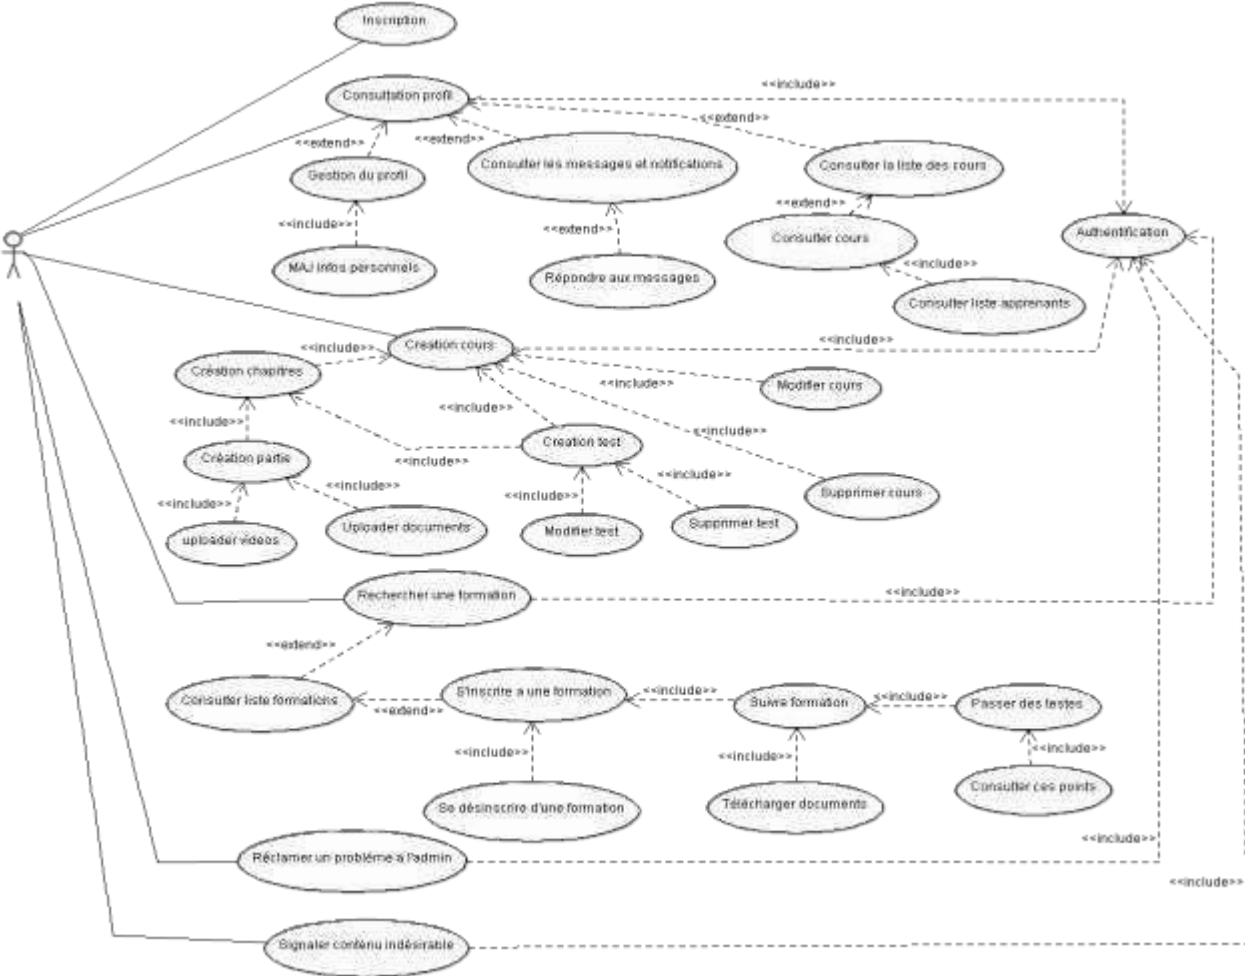 Inscription
<<include>>
Consultation profil
<<extend>>
<<extend>>
<<extend>>
Consulter les messages et notifications
Consulter la liste des cours
Gestion du profil
<<extend>>
<<include>>
<<extend>>
Consulter cours
Authentification
<<include>>
MAJ infos personnels
Répondre aux messages
Consulter liste apprenants
<<include>>
<<include>>
Creation cours
Création chapitres
<<include>>
Modifier cours
<<include>>
<<include>>
<<include>>
Creation test
<<include>>
Création partie
<<include>>
<<include>>
<<include>>
<<include>>
Supprimer cours
Uploader documents
Supprimer test
Modifier test
uploader videos
Rechercher une formation
<<include>>
<<extend>>
Consulter liste formations
<<extend>>
S'inscrire a une formation
<<include>>
Suivre formation
<<include>>
Passer des testes
<<include>>
<<include>>
<<include>>
Consulter ces points
Se désinscrire d'une formation
Télécharger documents
<<include>>
Réclamer un probléme à l'admin
<<include>>
Signaler contenu indésirable